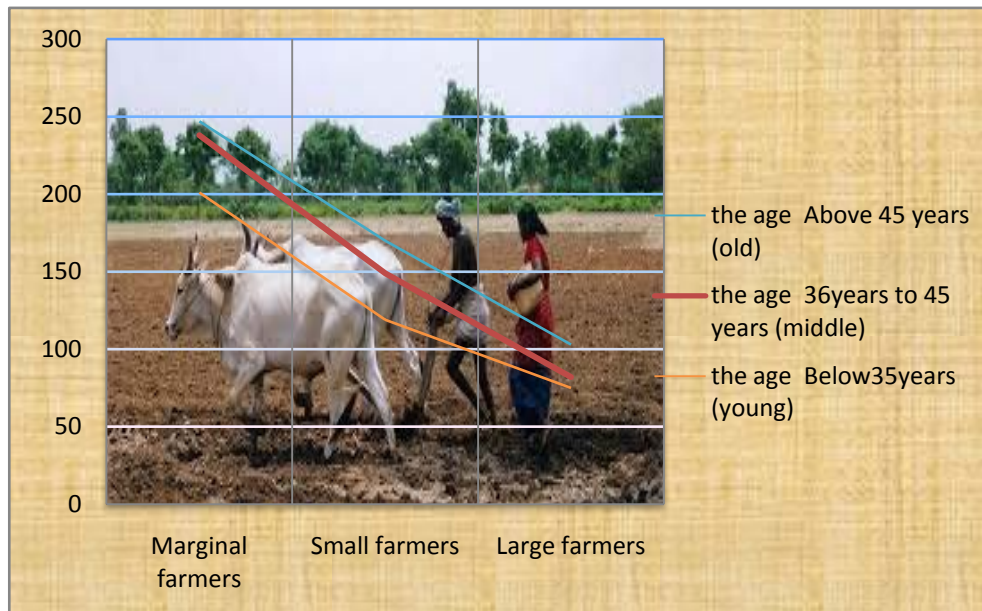 300
250
200
150
100
50
0
Marginal
farmers
Small farmers
Large farmers
the age  Above 45 years
(old)
the age  36years to 45
years (middle)
the age  Below35years
(young)